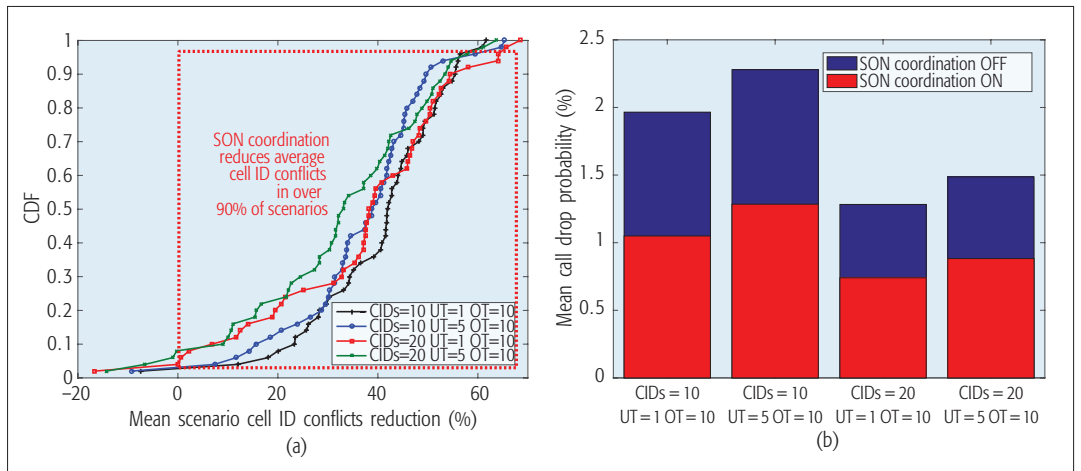 1
0.9
0.8
0.7
0.6
0.5
0.4
0.3
0.2
0.1
0
CDF
SON coordination
reduces average
cell ID conflicts
in over
90% of scenarios
CIDs=10 UT=1 OT=10
CIDs=10 UT=5 OT=10
CIDs=20 UT=1 OT=10
CIDs=20 UT=5 OT=10
−20 0 20 40 60
Mean scenario cell ID conflicts reduction (%)
(a)
2.5
2
1.5
1
0.5
0
Mean call drop probability (%)
SON coordination OFF
SON coordination ON
CIDs = 10 CIDs = 10 CIDs = 20 CIDs = 20
UT = 1 OT = 10 UT = 5 OT = 10 UT = 1 OT = 10 UT = 5 OT = 10
(b)